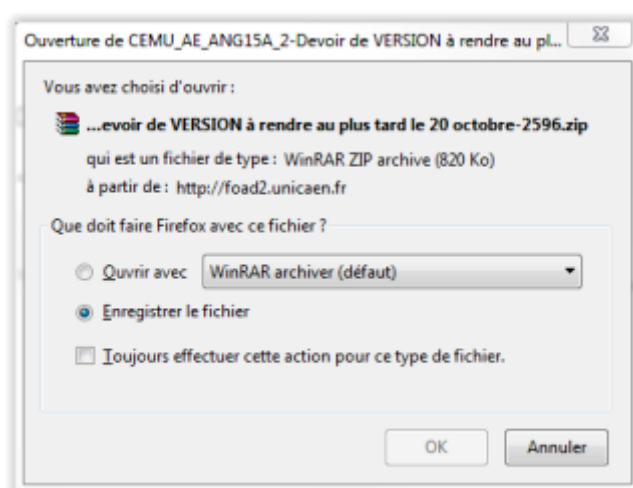 Ouverture de CEMU_AE_ANG15A_2-Devoir de VERSION à rendre au pl...
Vous avez choisi d'ouvrir :
...evoir de VERSION à rendre au plus tard le 20 octobre-2596.zip
qui est un fichier de type : WinRAR ZIP archive (820 Ko)
à partir de : http://foad2.unicaen.fr
Que doit faire Firefox avec ce fichier ?
Ouvrir avec WinRAR archiver (défaut)
Enregistrer le fichier
Toujours effectuer cette action pour ce type de fichier.
OK Annuler